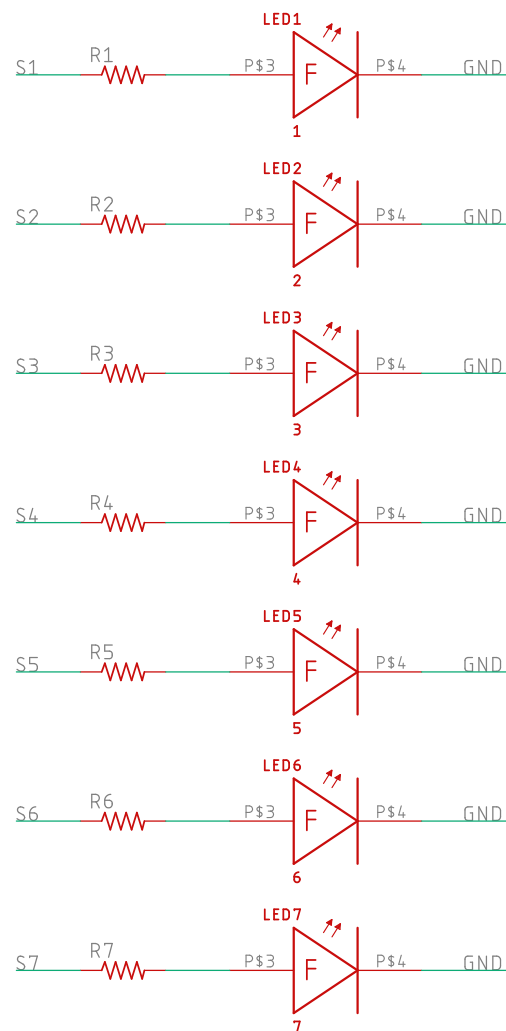 LED1
R1
S1 P$3 F P$4 GND
1
LED2
R2
S2 P$3 F P$4 GND
2
LED3
R3
S3 P$3 F P$4 GND
3
LED4
R4
S4 P$3 F P$4 GND
4
LED5
R5
S5 P$3 F P$4 GND
5
LED6
R6
S6 P$3 F P$4 GND
6
LED7
R7
S7 P$3 F P$4 GND
7